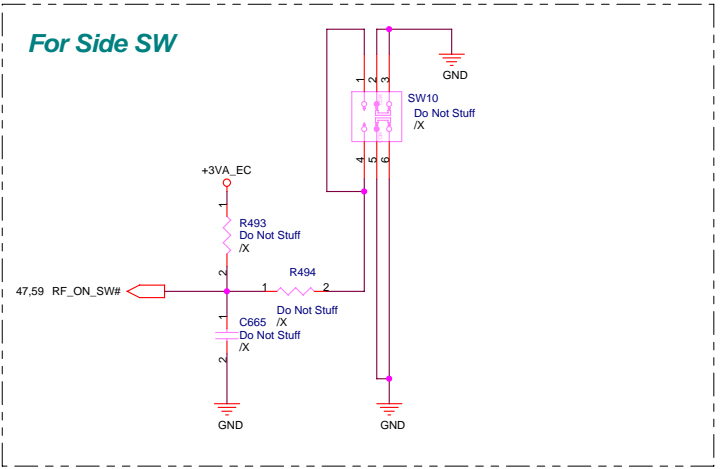 For Side SW
GND
1
2
3
SW10
Do Not Stuff
/X
4
5
6
+3VA_EC
1
R493
Do Not Stuff
/X
2
R494
47,59 RF_ON_SW#
1
2
Do Not Stuff
/X
1
C665
Do Not Stuff
/X
2
GND
GND